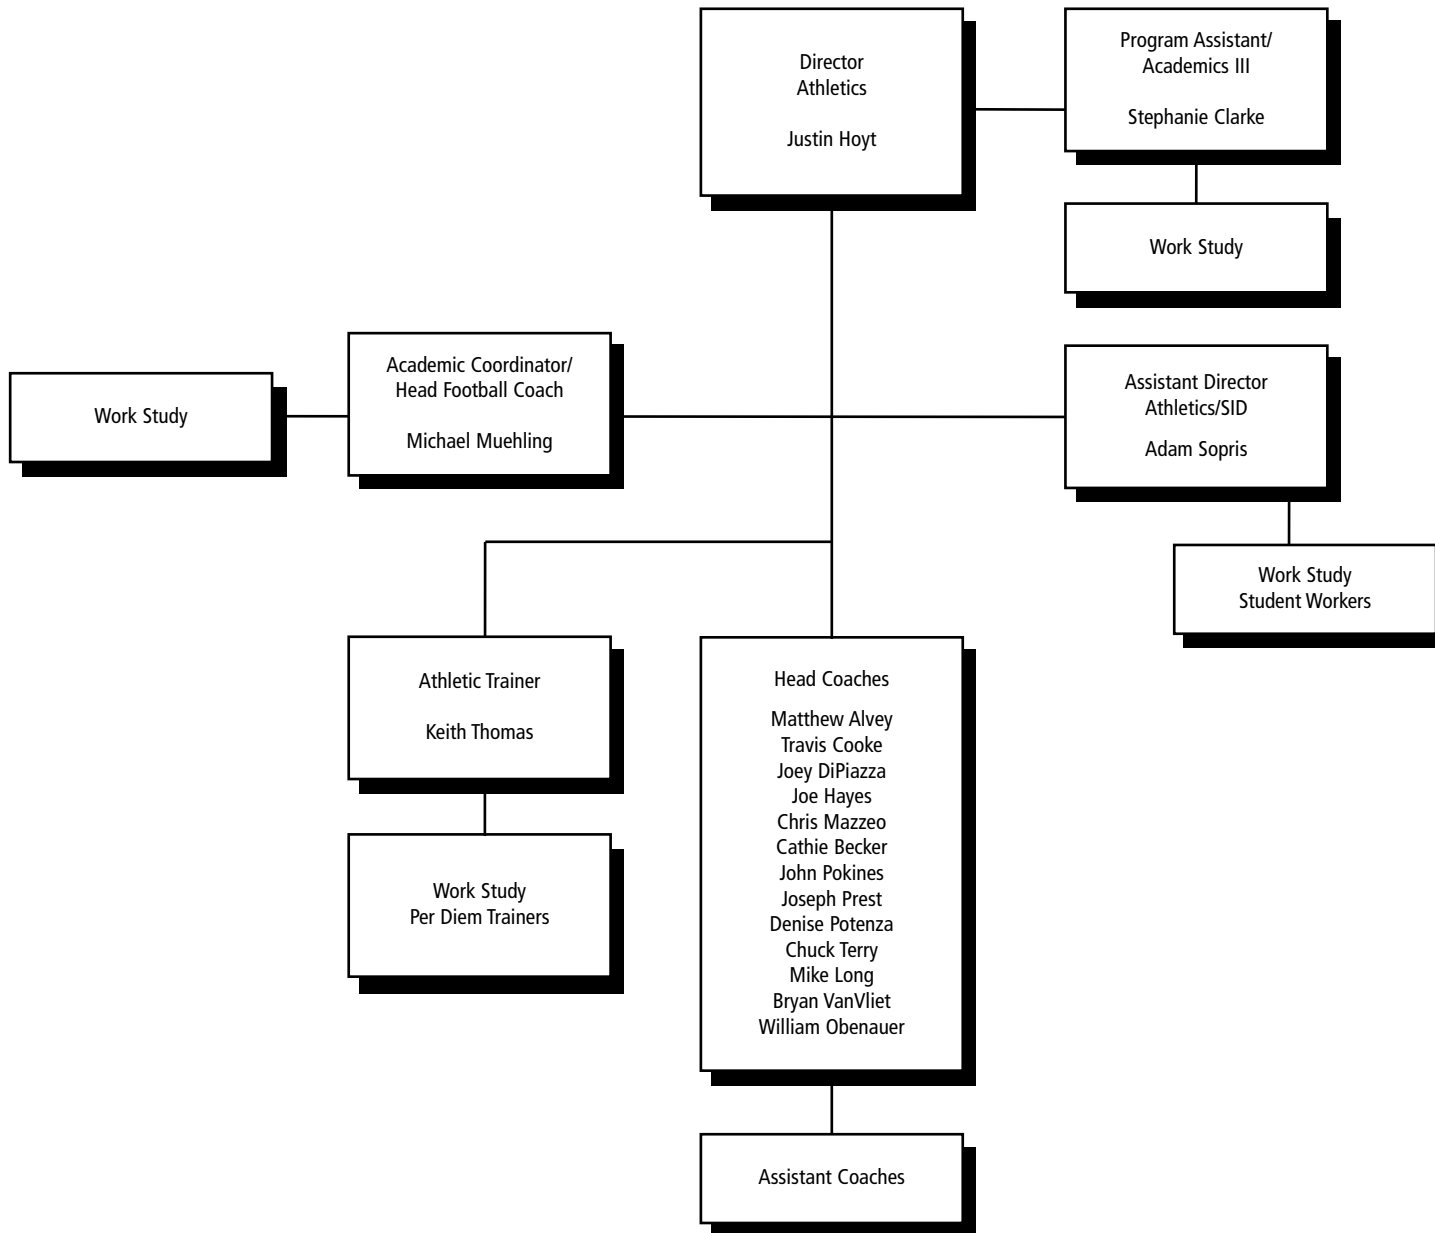 Director
Athletics
Justin Hoyt
Program Assistant/
Academics III
Stephanie Clarke
Work Study
Work Study
Academic Coordinator/
Head Football Coach
Michael Muehling
Assistant Director
Athletics/SID
Adam Sopris
Work Study
Student Workers
Athletic Trainer
Keith Thomas
Work Study
Per Diem Trainers
Head Coaches
Matthew Alvey
Travis Cooke
Joey DiPiazza
Joe Hayes
Chris Mazzeo
Cathie Becker
John Pokines
Joseph Prest
Denise Potenza
Chuck Terry
Mike Long
Bryan VanVliet
William Obenauer
Assistant Coaches